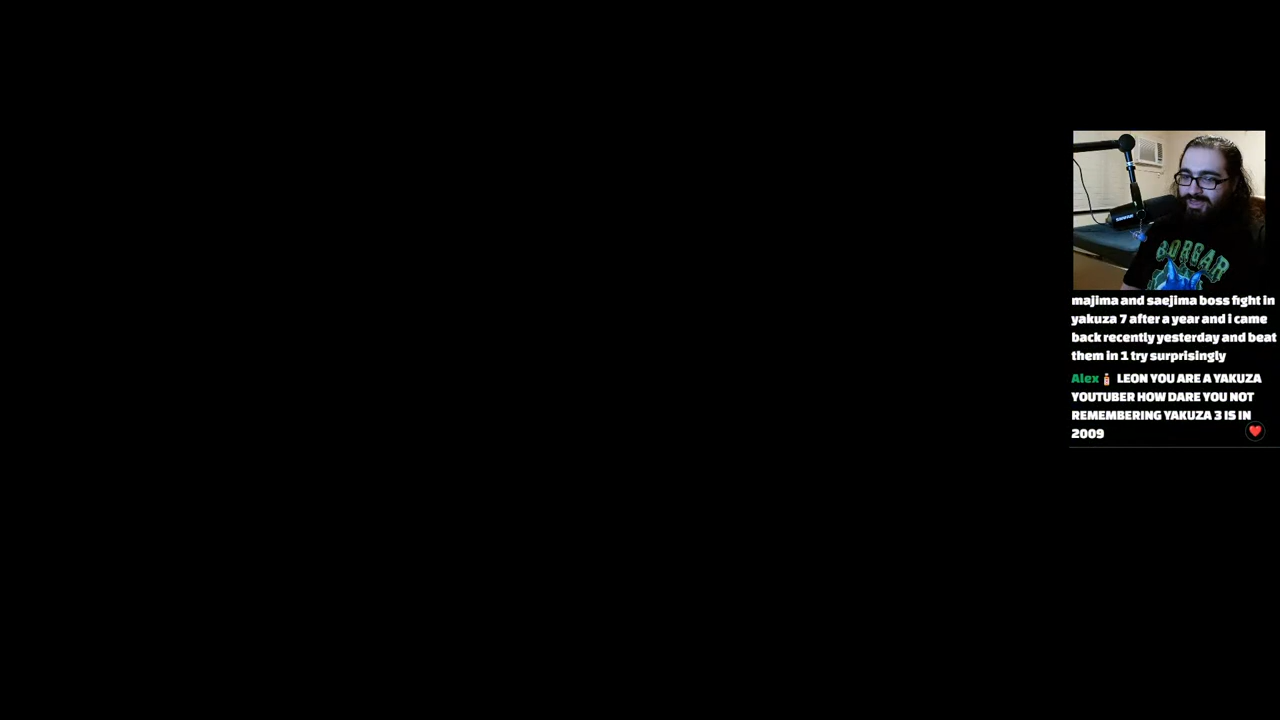 SHURE
BORGAR
majima and saejima boss fight in
yakuza 7 after a year and i came
back recently yesterday and beat
them in 1 try surprisingly
Alex LEON YOU ARE A YAKUZA
YOUTUBER HOW DARE YOU NOT
REMEMBERING YAKUZA 3 IS IN
2009